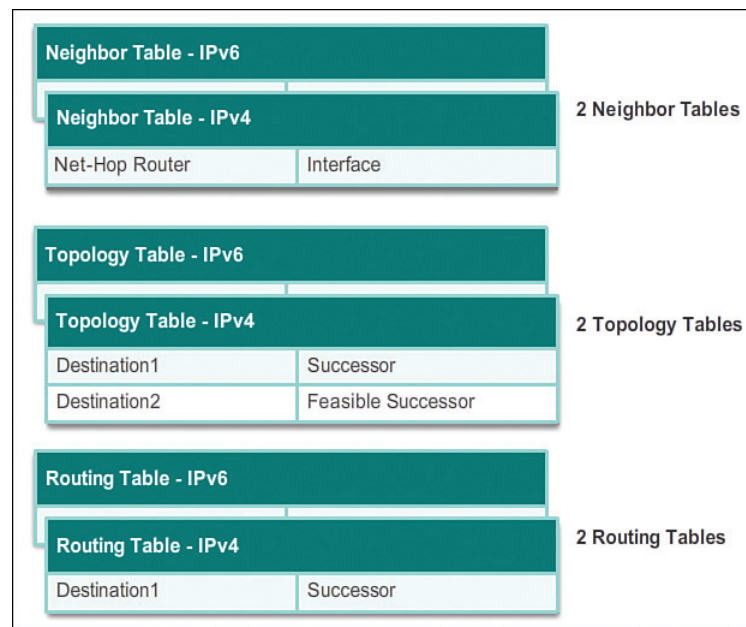 Neighbor Table - IPv6
Neighbor Table - IPv4
2 Neighbor Tables
Net-Hop Router Interface
Topology Table - IPv6
Topology Table - IPv4
2 Topology Tables
Destination1 Successor
Destination2 Feasible Successor
Routing Table - IPv6
Routing Table - IPv4
2 Routing Tables
Destination1 Successor